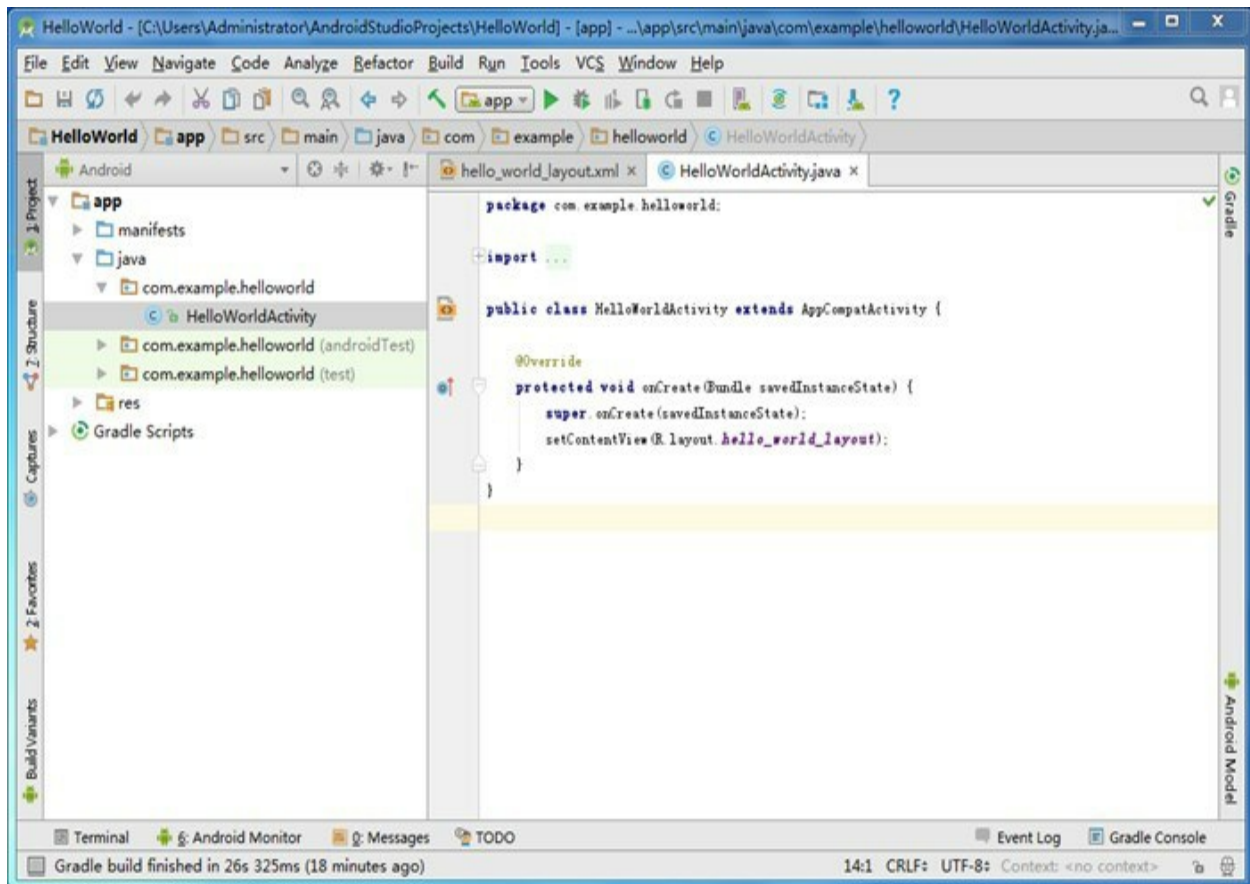 HelloWorld - [C:\Users\Administrator\AndroidStudioProjects\HelloWorld] - [app] - ...\app\src\main\java\com\example\helloworld\HelloWorldActivity.ja...
File Edit View Navigate Code Analyze Refactor Build Run Tools VCS Window Help
app
HelloWorld app src main java com example helloworld HelloWorldActivity
Android
hello_world_layout.xml HelloWorldActivity.java
1: Project
2: Structure
Captures
2: Favorites
Build Variants
app
manifests
java
com.example.helloworld
HelloWorldActivity
com.example.helloworld (androidTest)
com.example.helloworld (test)
res
Gradle Scripts
package com.example.helloworld;
import ...
public class HelloWorldActivity extends AppCompatActivity {
@Override
protected void onCreate(Bundle savedInstanceState) {
super.onCreate(savedInstanceState);
setContentView(R.layout.hello_world_layout);
}
}
Gradle
Android Model
Terminal 6: Android Monitor 0: Messages TODO Event Log Gradle Console
Gradle build finished in 26s 325ms (18 minutes ago) 14:1 CRLF UTF-8 Context: <no context>